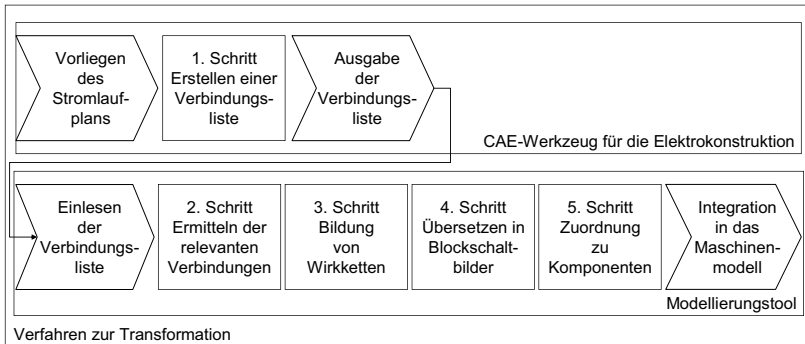 Vorliegen
des
Stromlauf-
plans
1. Schritt
Erstellen einer
Verbindungs-
liste
Ausgabe
der
Verbindungs-
liste
CAE-Werkzeug für die Elektrokonstruktion
Einlesen
der
Verbindungs-
liste
2. Schritt
Ermitteln der
relevanten
Verbindungen
3. Schritt
Bildung
von
Wirkketten
4. Schritt
Übersetzen in
Blockschalt-
bilder
5. Schritt
Zuordnung
zu
Komponenten
Integration
in das
Maschinen-
modell
Modellierungstool
Verfahren zur Transformation